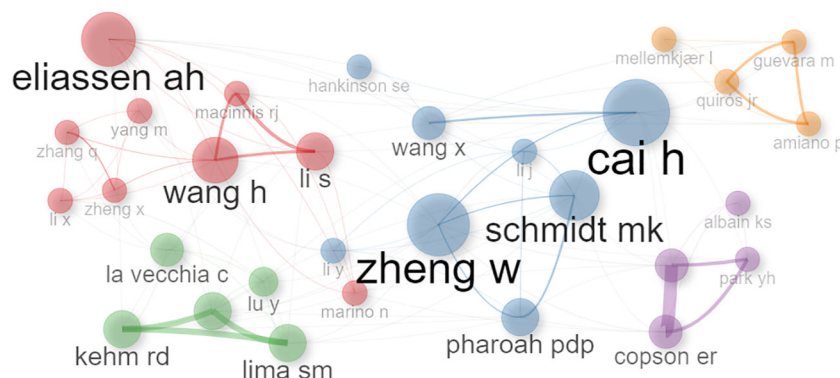 eliassen ah
hankinson se
mellemkjær l
guevara m
quiros jr
amiano p
macinnis rj
yang m
zhang q
wang h
li s
wang x
li j
cai h
li x
zheng x
schmidt mk
albain ks
la vecchia c
li y
zheng w
park yh
lu y
marino n
kehm rd
lima sm
pharoah pdp
copson er